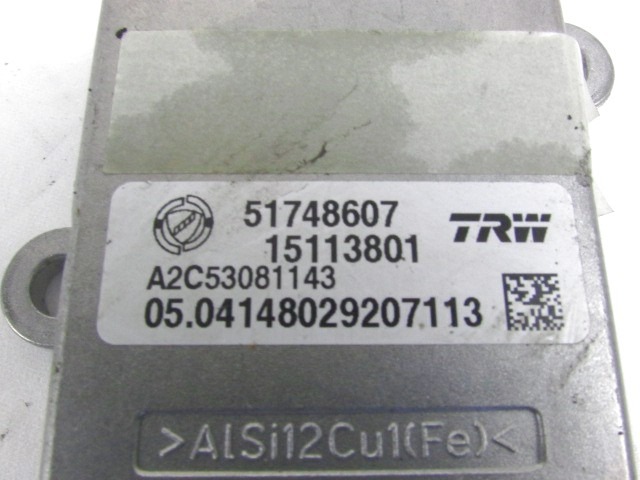 51748607
TRW
15113801
A2C53081143
05.04148029207113
>AlSi12Cu1(Fe)<